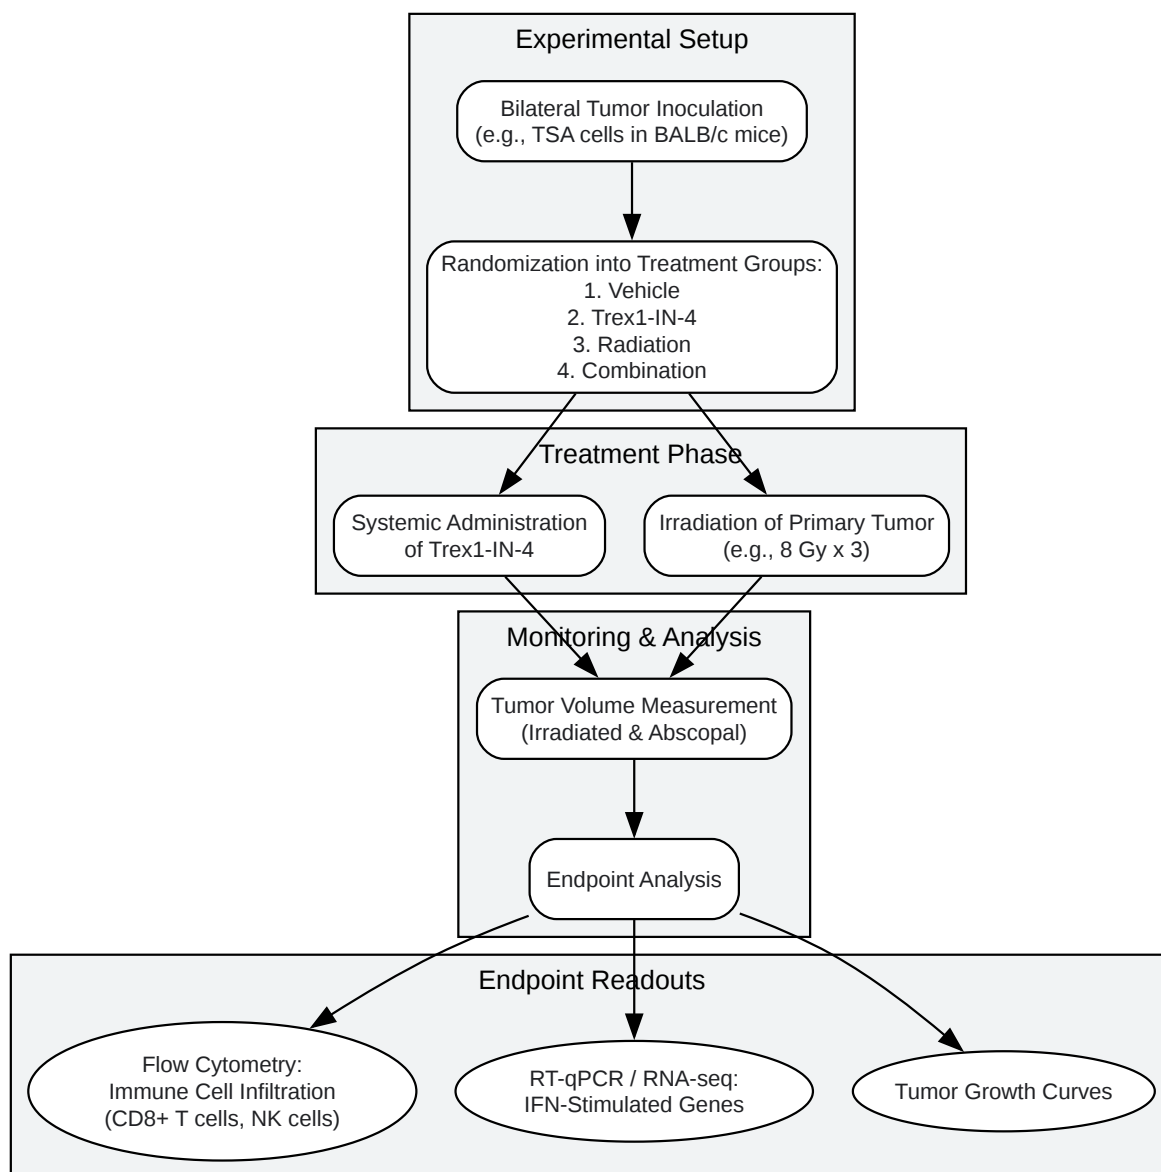 Experimental Setup
Bilateral Tumor Inoculation
(e.g., TSA cells in BALB/c mice)
Randomization into Treatment Groups:
1. Vehicle
2. Trex1-IN-4
3. Radiation
4. Combination
Treatment Phase
Systemic Administration
of Trex1-IN-4
Irradiation of Primary Tumor
(e.g., 8 Gy x 3)
Monitoring & Analysis
Tumor Volume Measurement
(Irradiated & Abscopal)
Endpoint Analysis
Endpoint Readouts
Flow Cytometry:
Immune Cell Infiltration
(CD8+ T cells, NK cells)
RT-qPCR / RNA-seq:
IFN-Stimulated Genes
Tumor Growth Curves